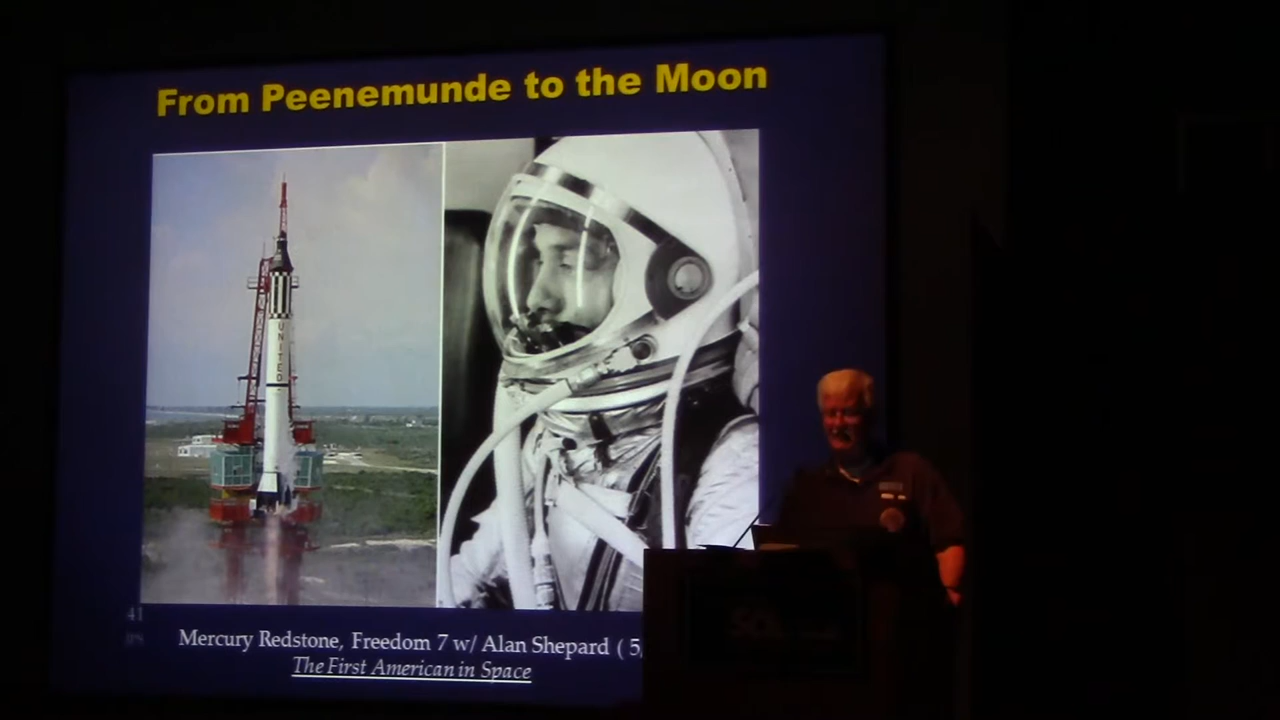 From Peenemunde to the Moon
UNITED
41
Mercury Redstone, Freedom 7 w/ Alan Shepard ( 5/
The First American in Space